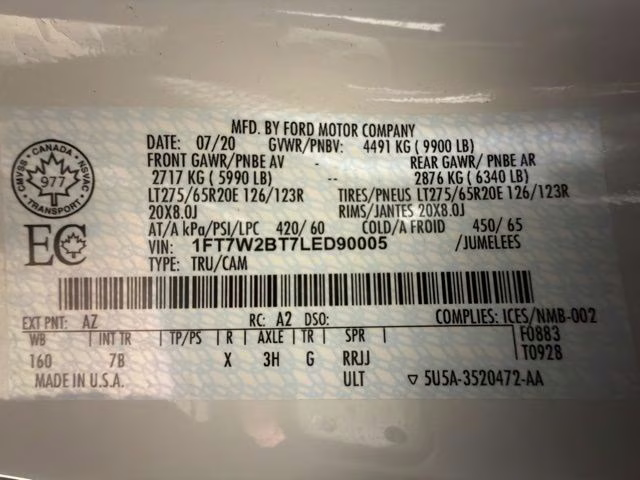 MFD. BY FORD MOTOR COMPANY
DATE: 07/20 GVWR/PNBV: 4491 KG ( 9900 LB)
FRONT GAWR/PNBE AV - REAR GAWR/ PNBE AR
2717 KG ( 5990 LB) -- 2876 KG ( 6340 LB)
LT275/65R20E 126/123R TIRES/PNEUS LT275/65R20E 126/123R
20X8.0J RIMS/JANTES 20X8.0J
AT/A kPa/PSI/LPC 420/ 60 COLD/A FROID 450/ 65
VIN: 1FT7W2BT7LED90005 /JUMELEES
TYPE: TRU/CAM
CANADA
CMVSS NSVAC
977
TRANSPORT
EC
EXT PNT: AZ RC: A2 DSO: COMPLIES: ICES/NMB-002
WB INT TR TP/PS R AXLE TR SPR F0883
160 7B X 3H G RRJJ T0928
MADE IN U.S.A. ULT ▽ 5U5A-3520472-AA